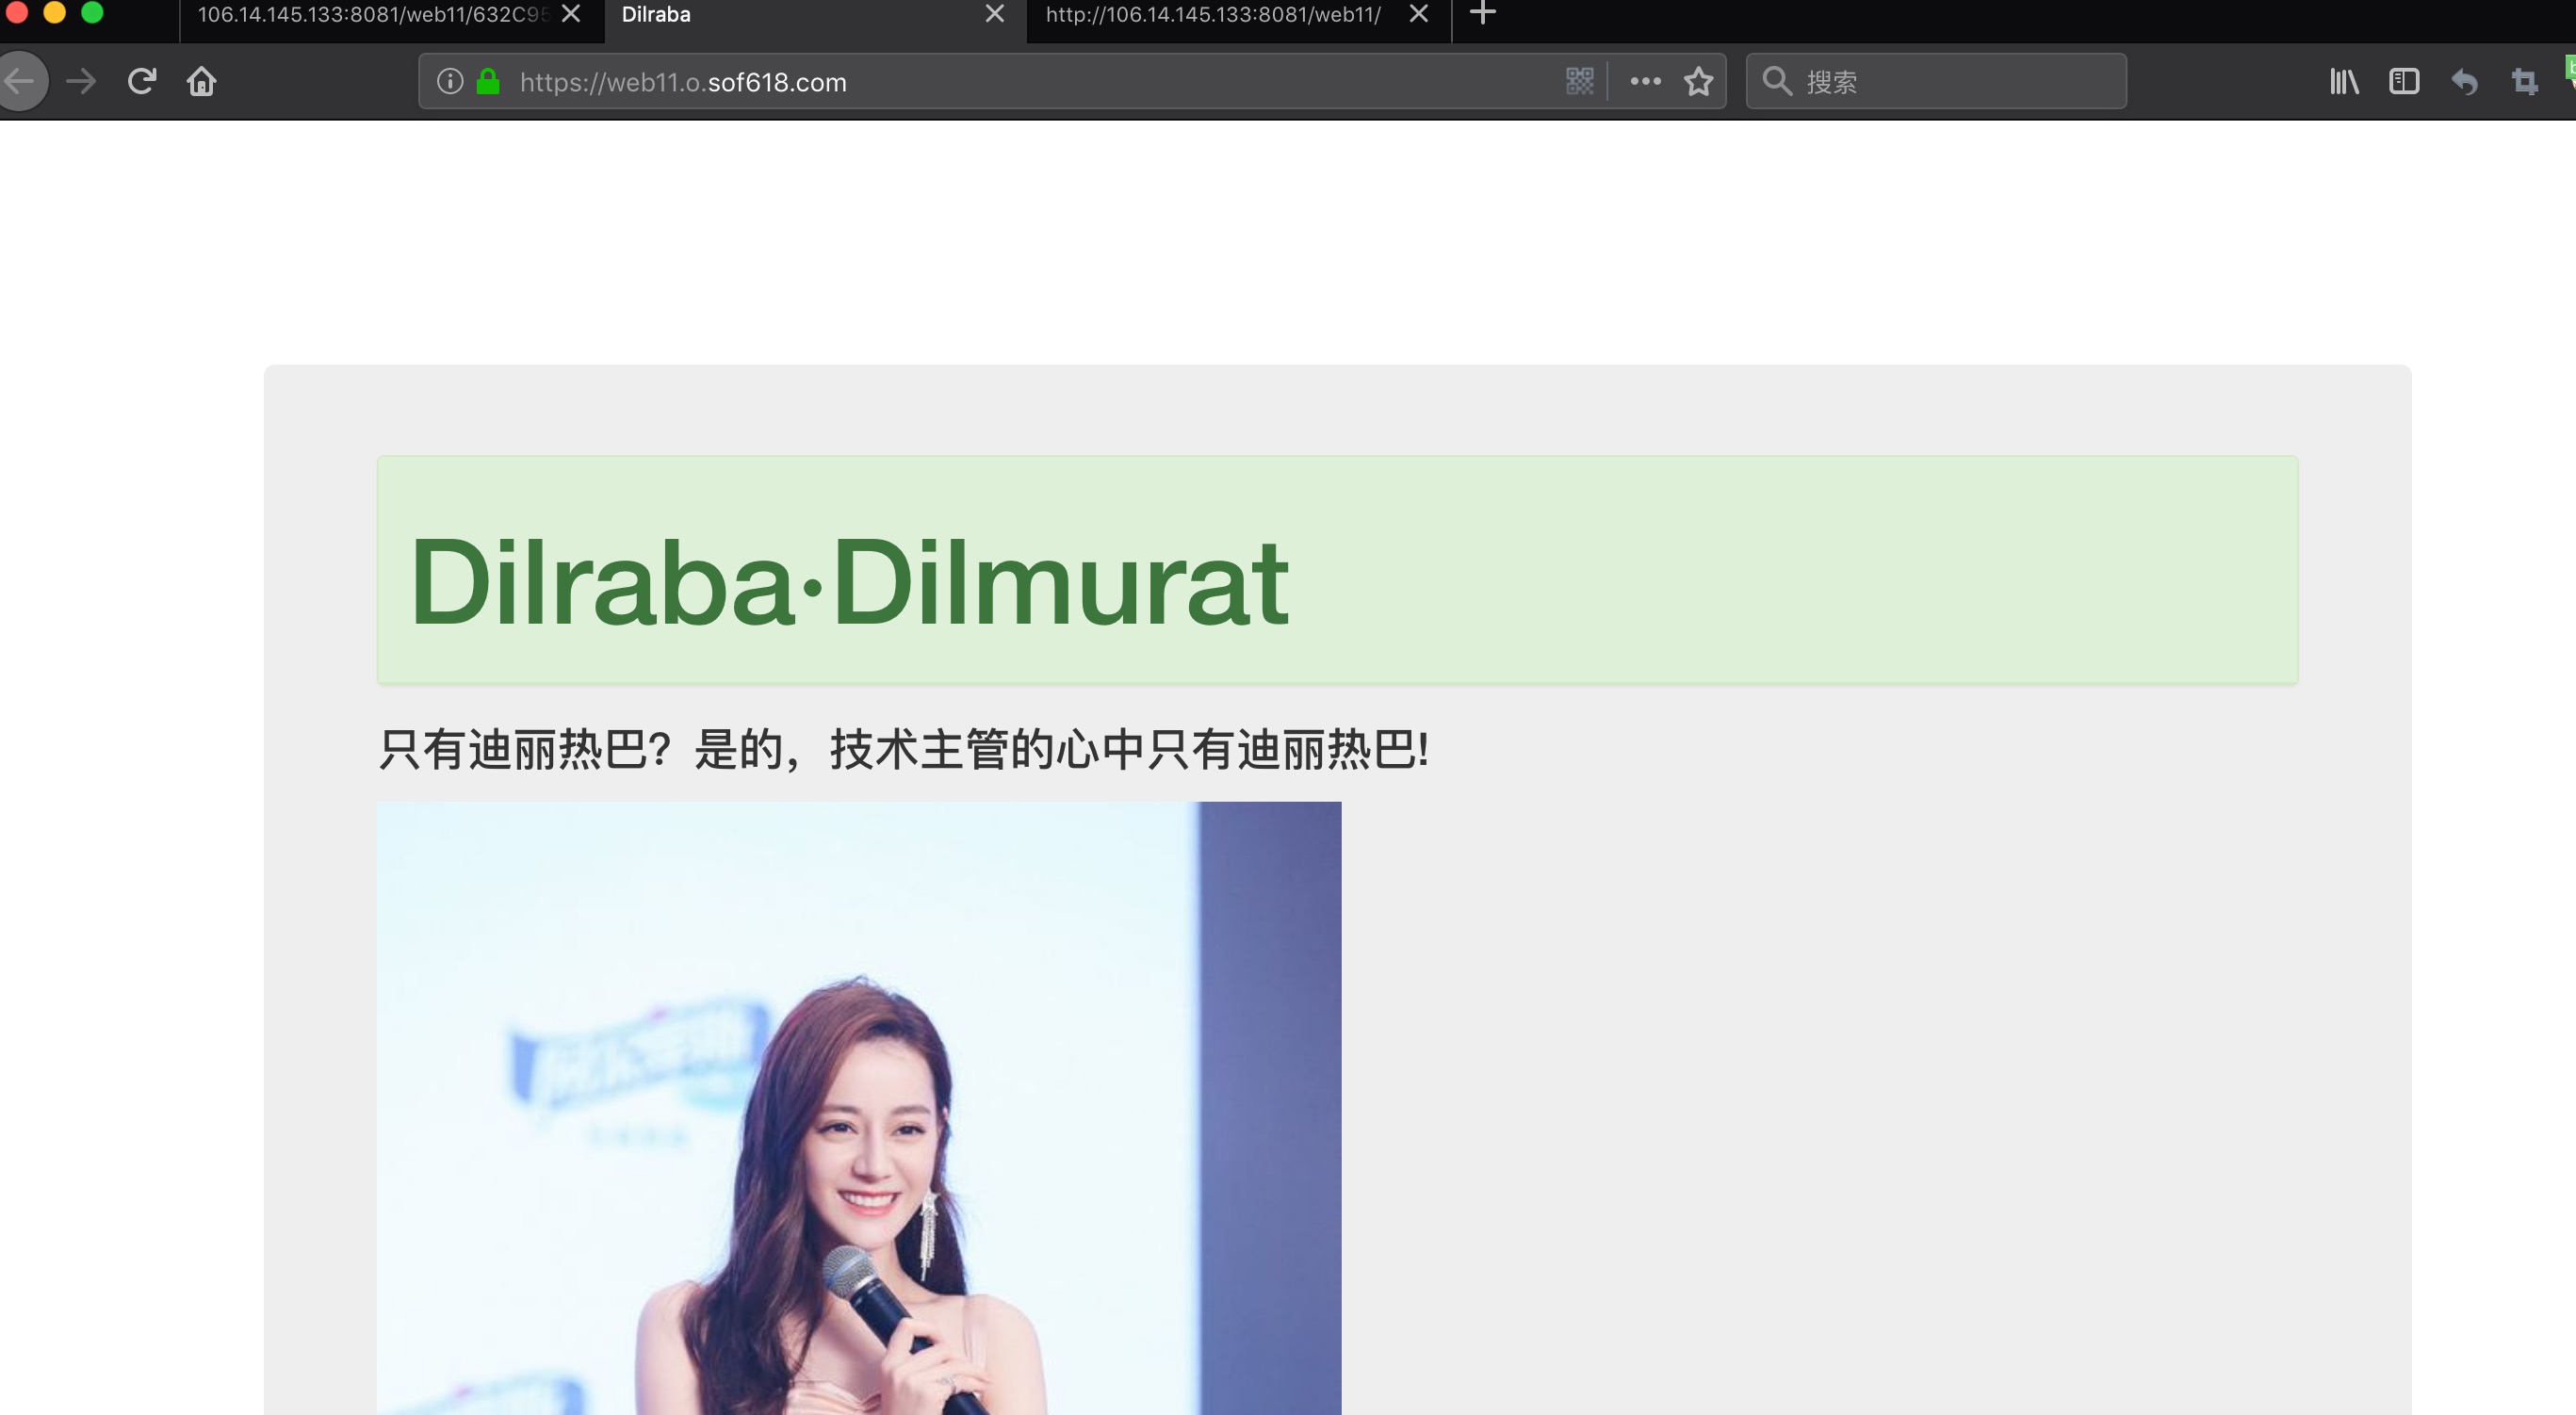 106.14.145.133:8081/web11/632C95
Dilraba
http://106.14.145.133:8081/web11/
https://web11.o.sof618.com
搜索
Dilraba·Dilmurat
只有迪丽热巴？是的，技术主管的心中只有迪丽热巴！